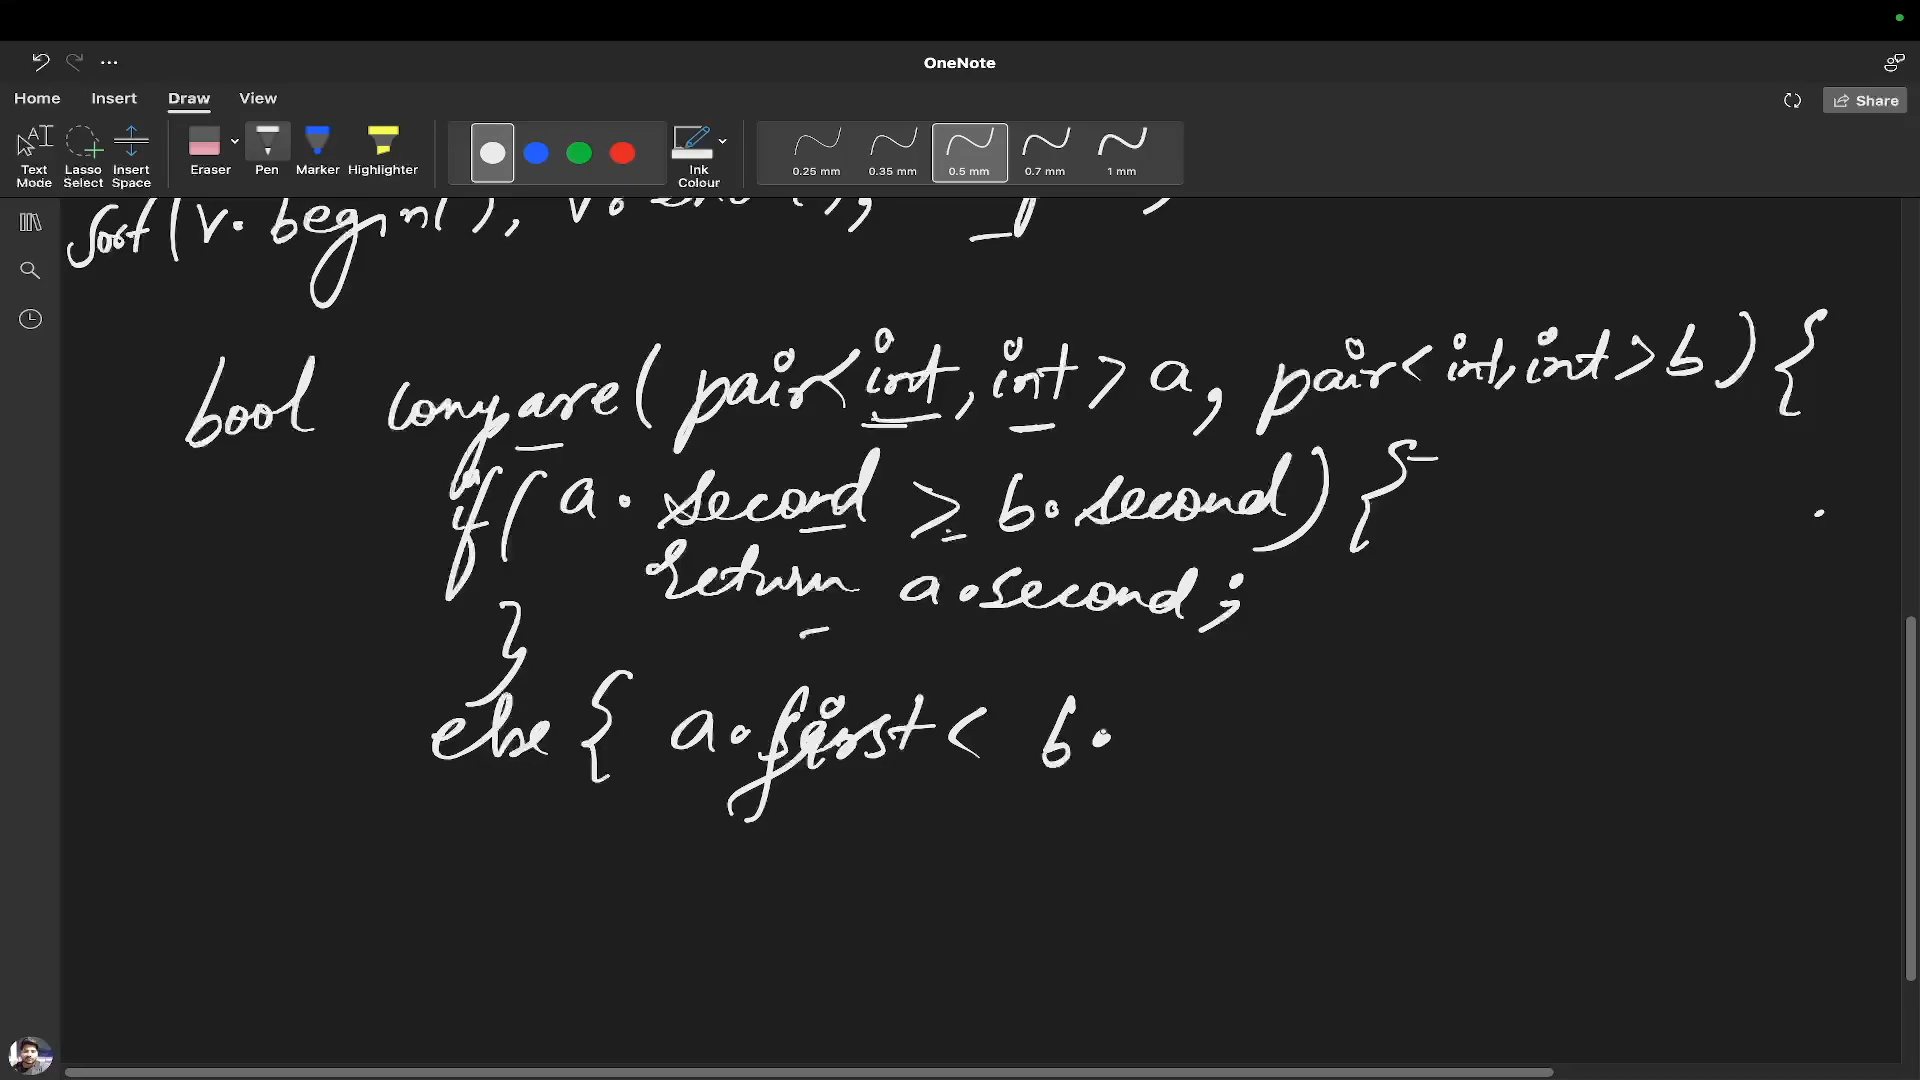 OneNote
Home Insert Draw View
Share
Text Mode Lasso Select Insert Space Eraser Pen Marker Highlighter Ink Colour 0.25 mm 0.35 mm 0.5 mm 0.7 mm 1 mm
Sort(v.begin(),
bool compare(pair<int,int>a, pair<int,int>b){
if(a.second > b.second){
return a.second;
}
else{ a.first< b.